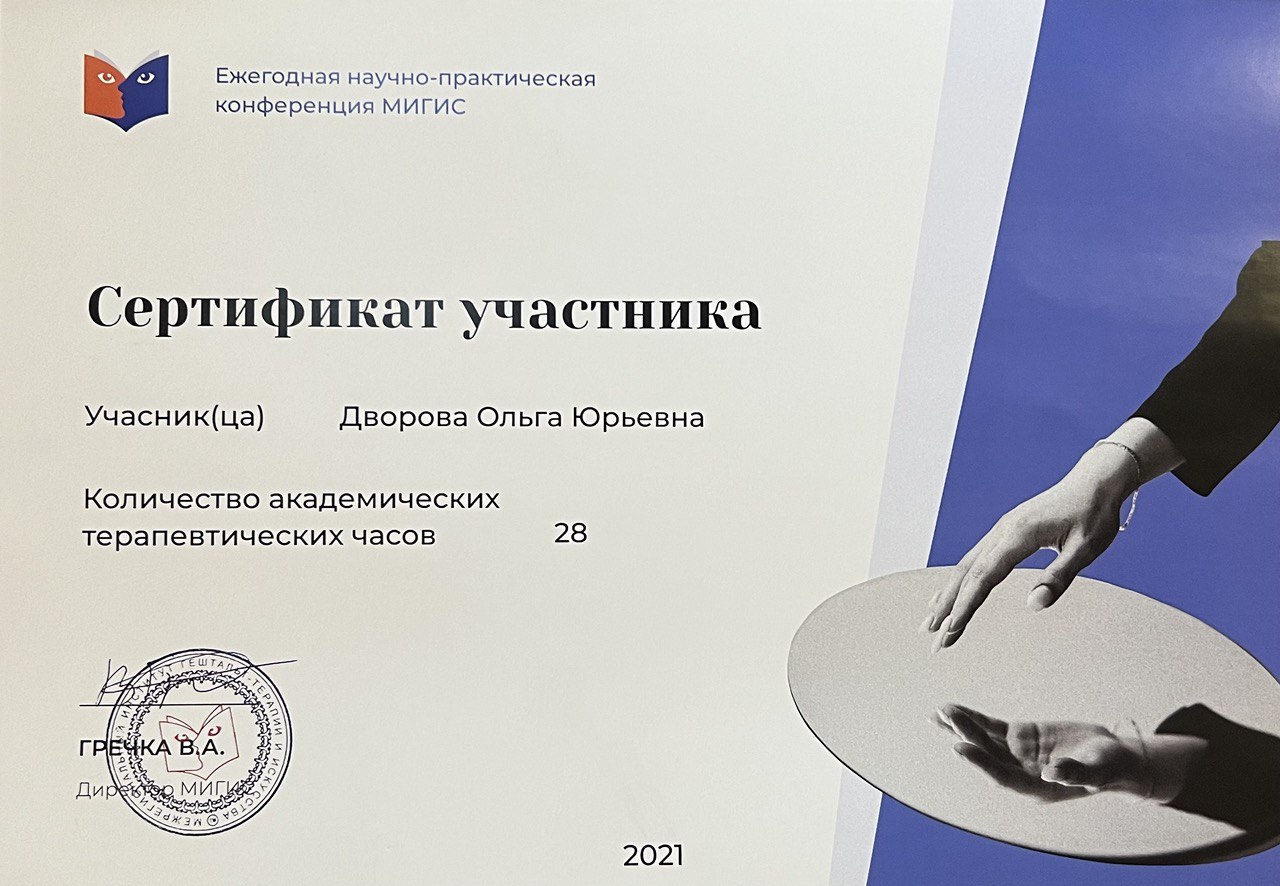 Ежегодная научно-практическая
конференция МИГИС
Сертификат участника
Учасник(ца) Дворова Ольга Юрьевна
Количество академических
терапевтических часов 28
МЕЖРЕГИОНАЛЬНЫЙ ИНСТИТУТ ГЕШТАЛЬТ-ТЕРАПИИ И ИСКУССТВА
ГРЕЧКА В.А.
Директор МИГИС
2021